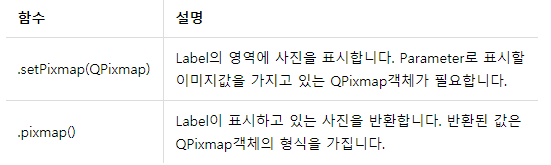 함수 설명
.setPixmap(QPixmap) Label의 영역에 사진을 표시합니다. Parameter로 표시할
이미지값을 가지고 있는 QPixmap객체가 필요합니다.
.pixmap() Label이 표시하고 있는 사진을 반환합니다. 반환된 값은
QPixmap객체의 형식을 가집니다.